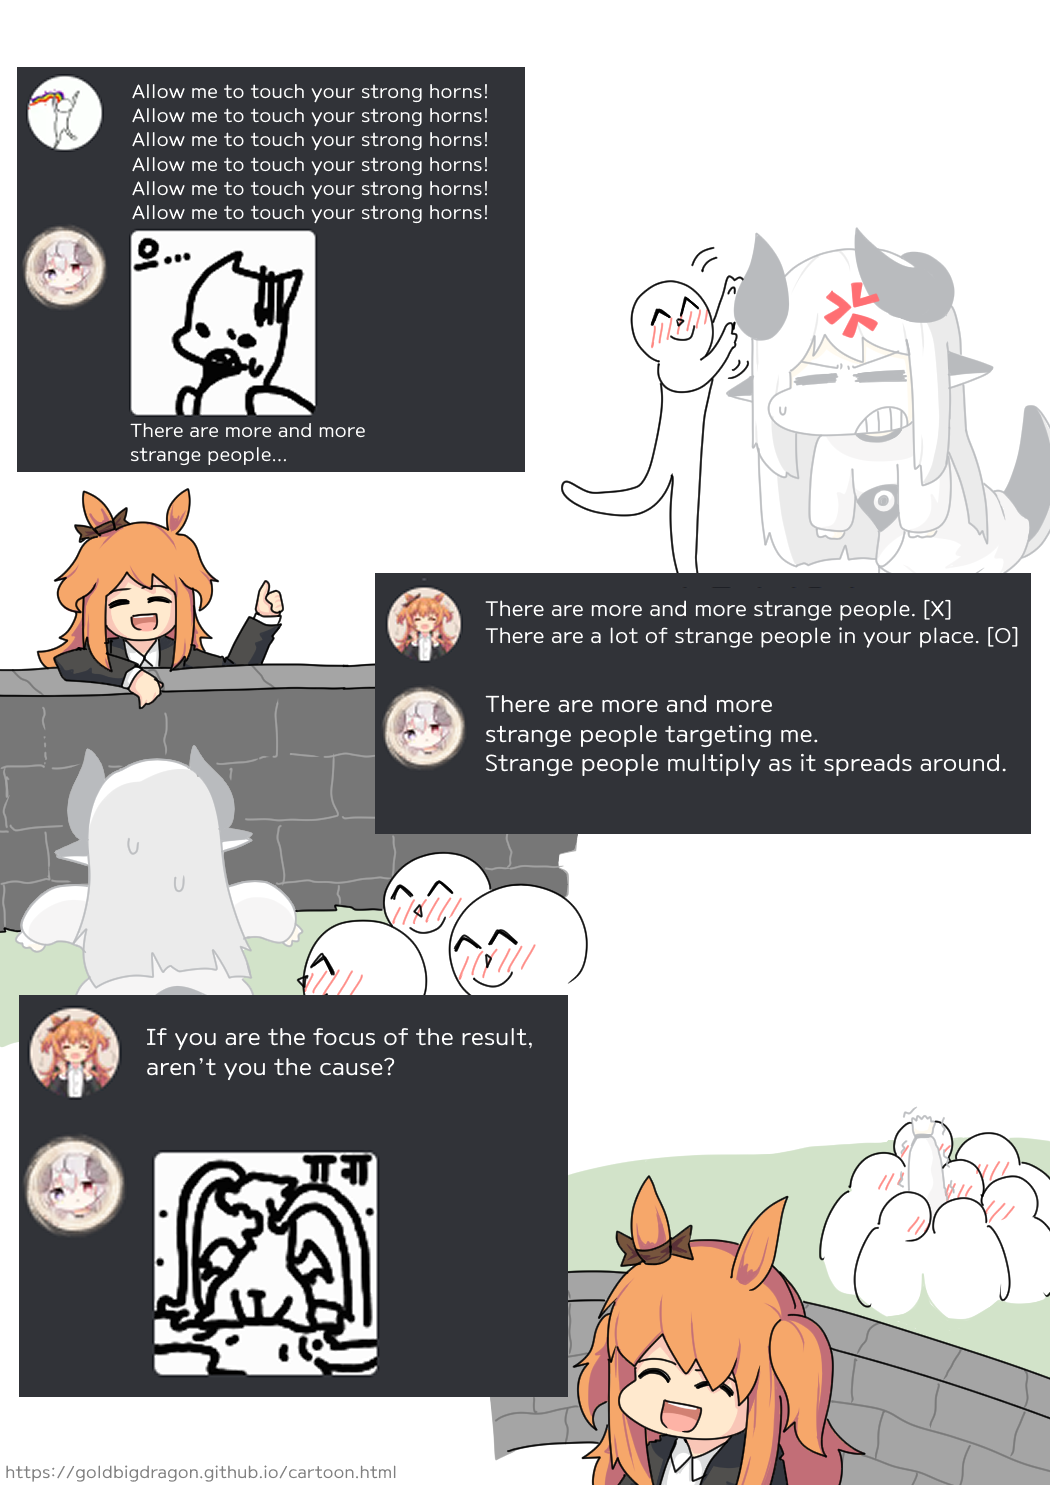 Allow me to touch your strong horns!
Allow me to touch your strong horns!
Allow me to touch your strong horns!
Allow me to touch your strong horns!
Allow me to touch your strong horns!
Allow me to touch your strong horns!
으...
There are more and more
strange people...
There are more and more strange people. [X]
There are a lot of strange people in your place. [O]
There are more and more
strange people targeting me.
Strange people multiply as it spreads around.
If you are the focus of the result,
aren't you the cause?
ㅠㅠ
https://goldbigdragon.github.io/cartoon.html